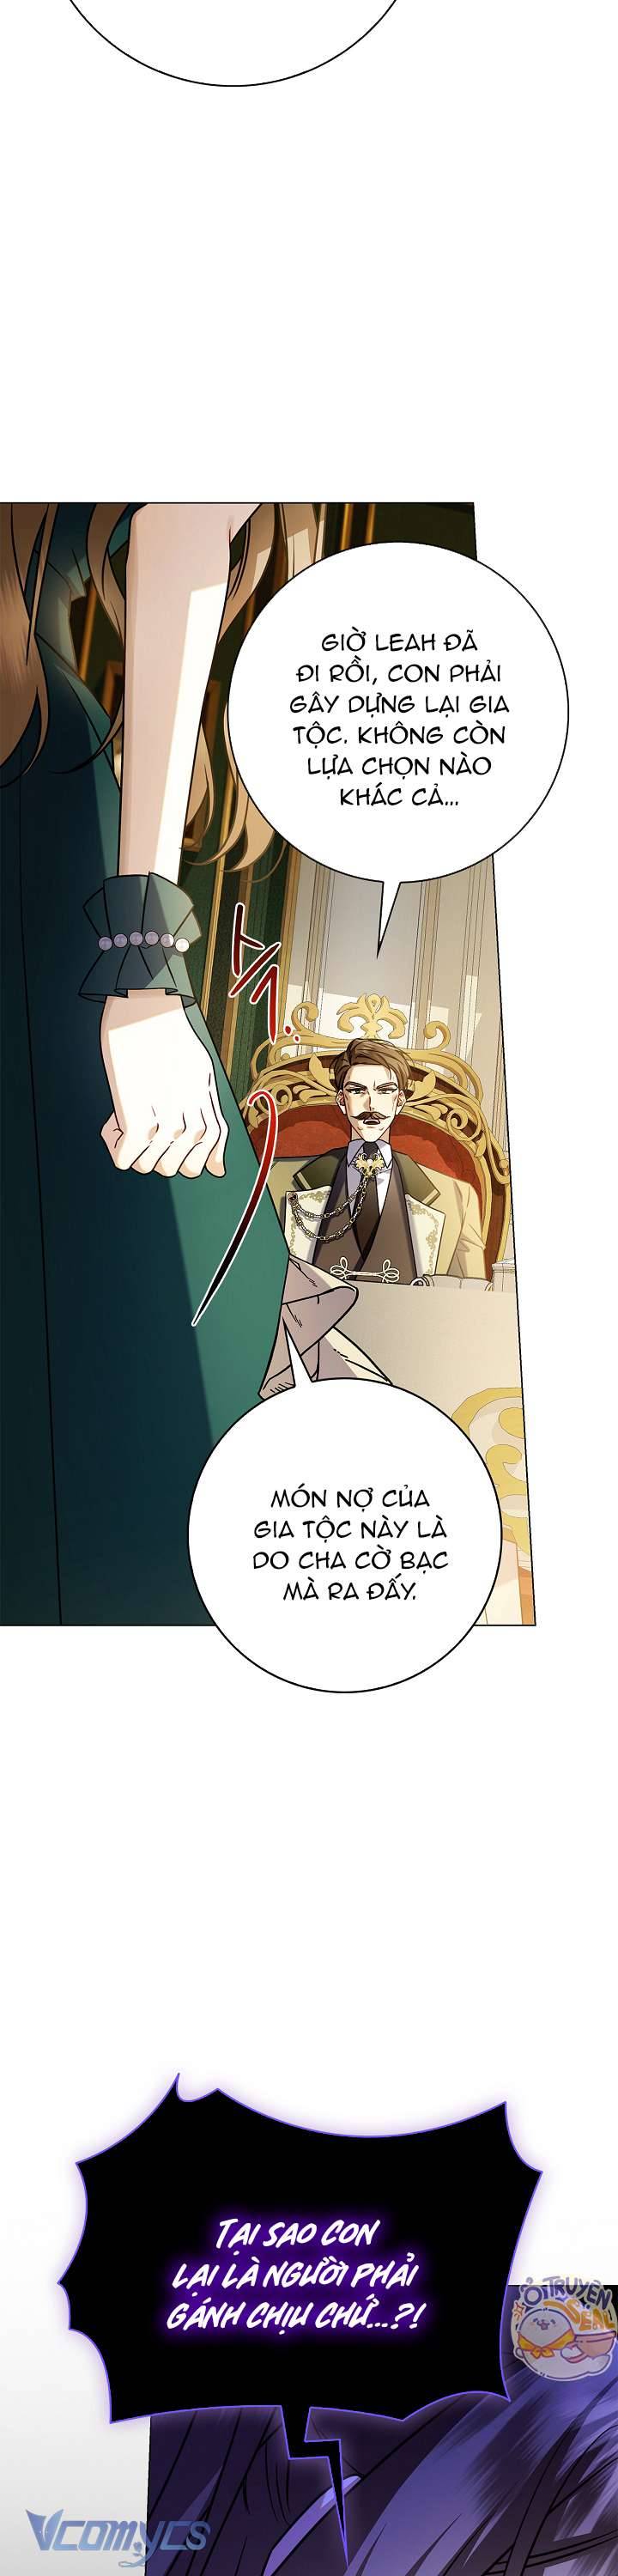 GIỜ LEAH ĐÃ
ĐI RỒI, CON PHẢI
GÂY DỰNG LẠI GIA
TỘC. KHÔNG CÒN
LỰA CHỌN NÀO
KHÁC CẢ...
MÓN NỢ CỦA
GIA TỘC NÀY LÀ
DO CHA CỜ BẠC
MÀ RA ĐẤY.
TẠI SAO CON
LẠI LÀ NGƯỜI PHẢI
GÁNH CHỊU CHỨ...?!
Ổ TRUYỆN
SEAL
VCOMYCS